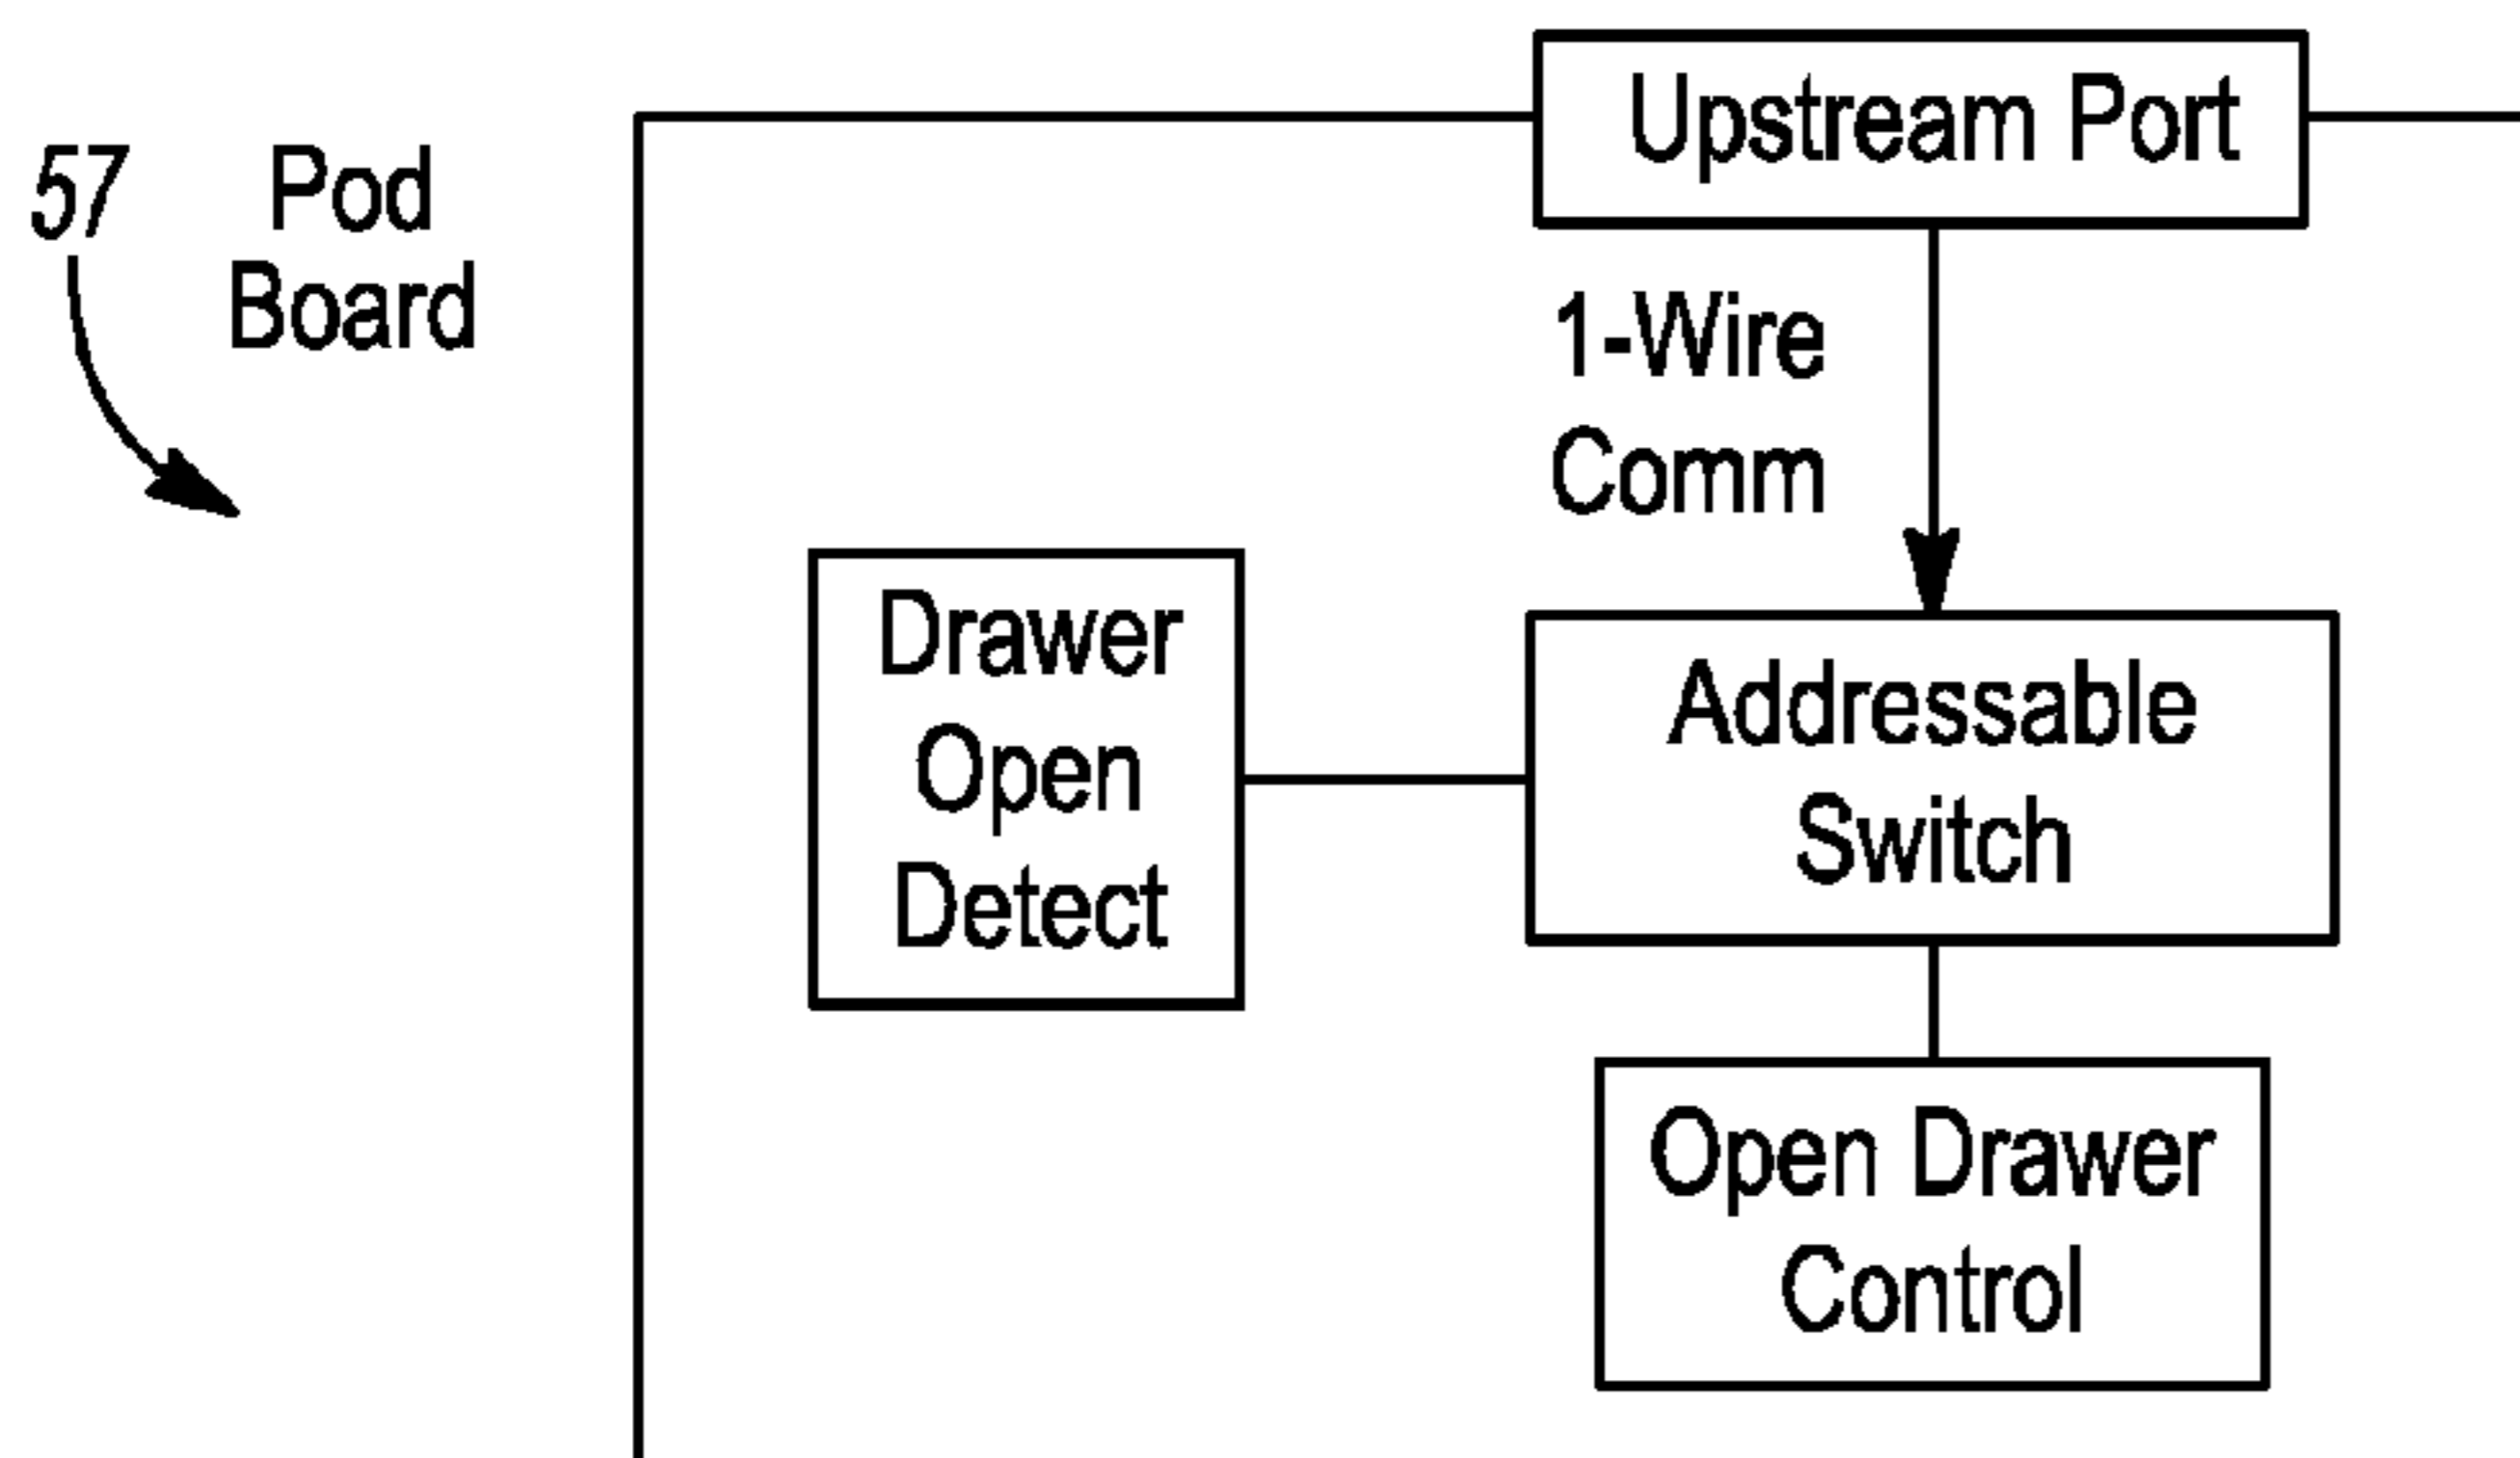 57
Pod
Board
Upstream Port
1-Wire
Comm
Drawer
Open
Detect
Addressable
Switch
Open Drawer
Control